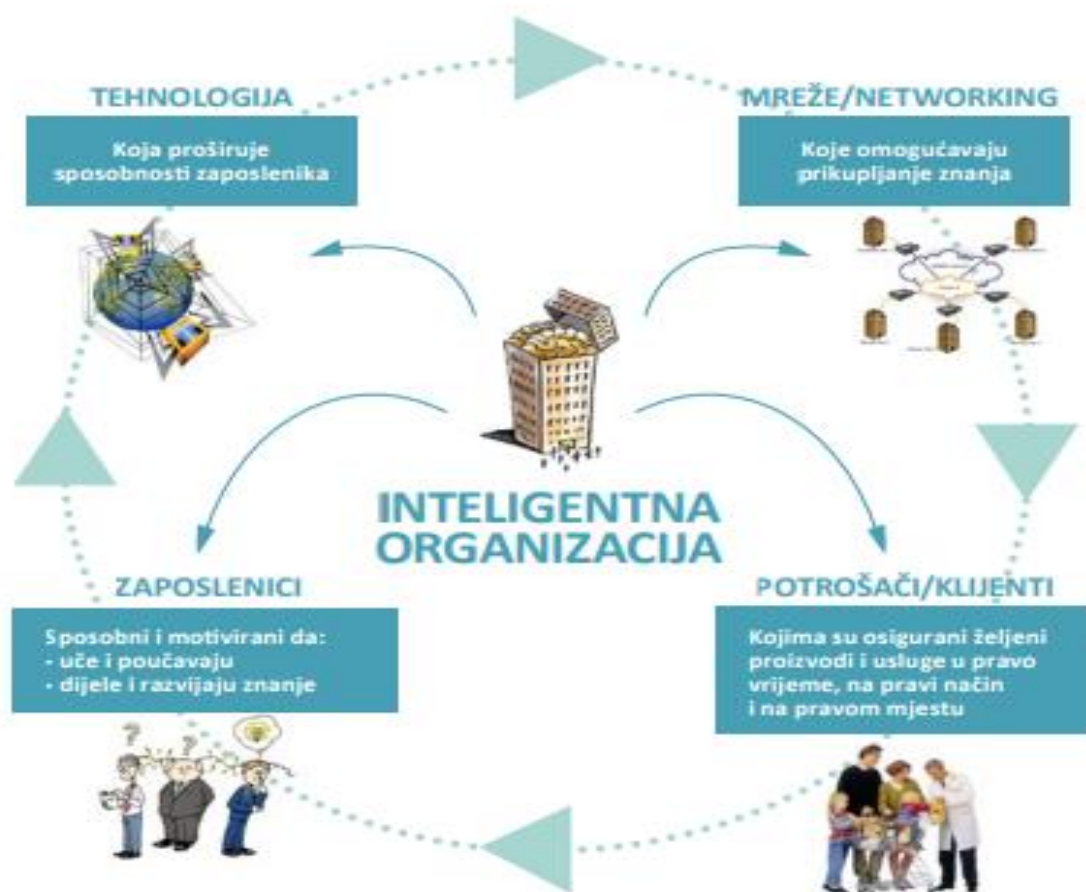 TEHNOLOGIJA
Koja proširuje
sposobnosti zaposlenika
MREŽE/NETWORKING
Koje omogućavaju
prikupljanje znanja
INTELIGENTNA
ORGANIZACIJA
ZAPOSLENICI
Sposobni i motivirani da:
- uče i poučavaju
- dijele i razvijaju znanje
? ?
POTROŠAČI/KLIJENTI
Kojima su osigurani željeni
proizvodi i usluge u pravo
vrijeme, na pravi način
i na pravom mjestu